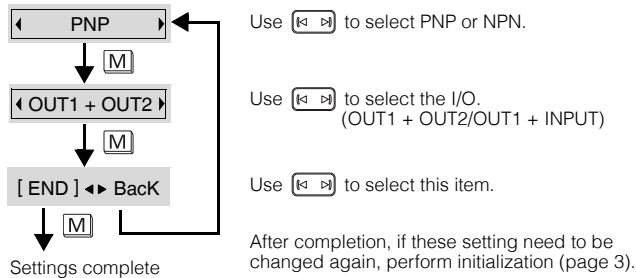 PNP
Use to select PNP or NPN.
M
OUT1 + OUT2
Use to select the I/O.
(OUT1 + OUT2/OUT1 + INPUT)
M
[ END ] ◂▸ BacK
Use to select this item.
M
Settings complete
After completion, if these setting need to be
changed again, perform initialization (page 3).